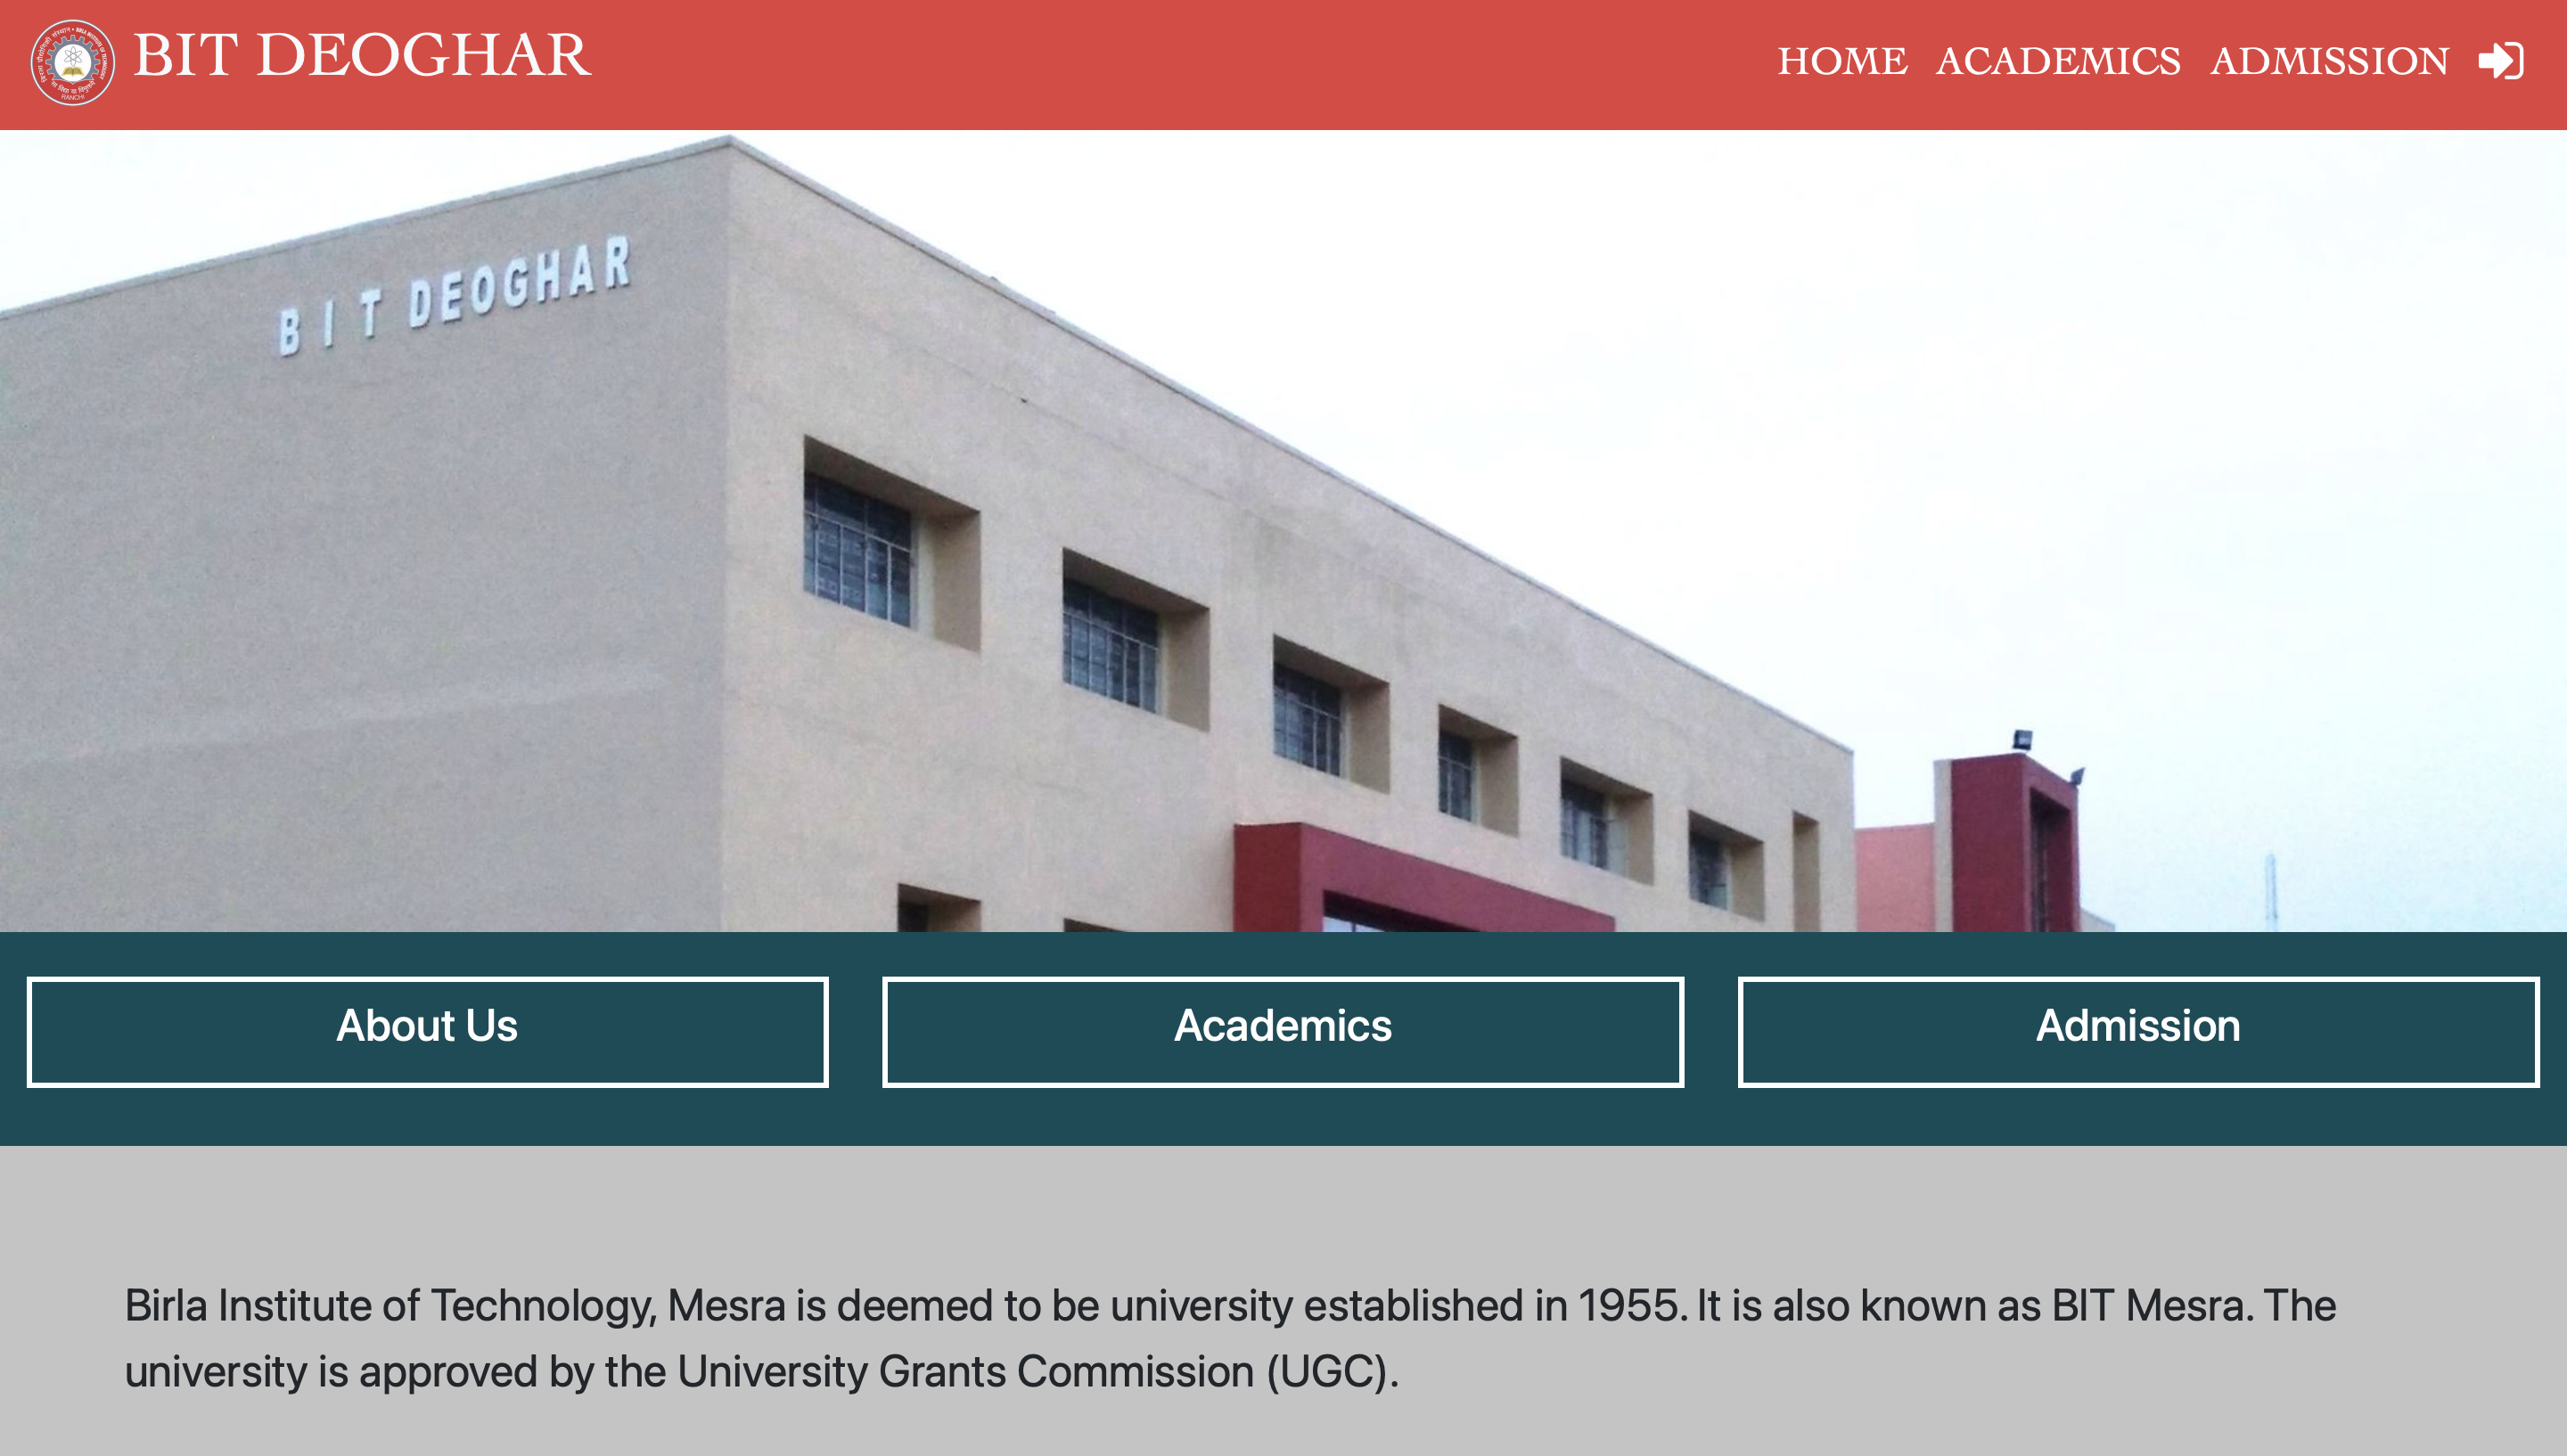 BIT DEOGHAR
HOME ACADEMICS ADMISSION
RANCHI
B I T DEOGHAR
About Us
Academics
Admission
Birla Institute of Technology, Mesra is deemed to be university established in 1955. It is also known as BIT Mesra. The
university is approved by the University Grants Commission (UGC).